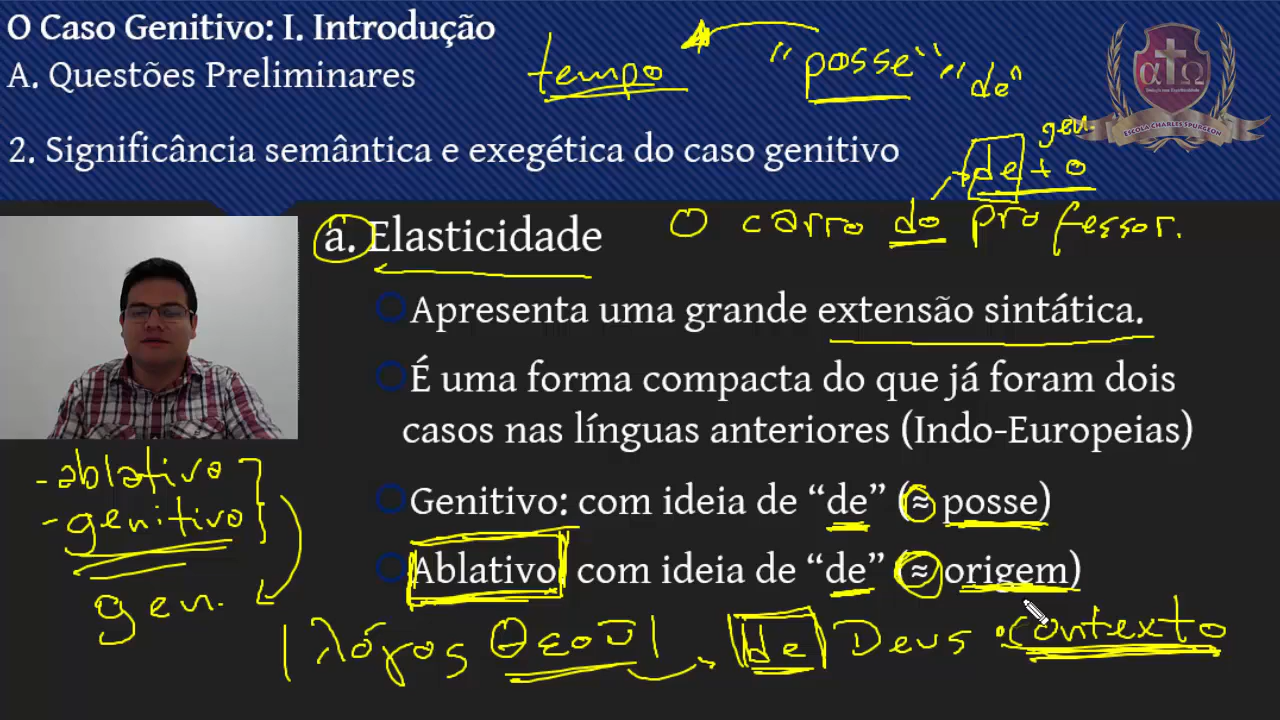 O Caso Genitivo: I. Introdução
A. Questões Preliminares
tempo
"posse" "de"
2. Significância semântica e exegética do caso genitivo
gen.
de + o
ESCOLA CHARLES SPURGEON
a. Elasticidade
O carro do professor.
Apresenta uma grande extensão sintática.
É uma forma compacta do que já foram dois
casos nas línguas anteriores (Indo-Europeias)
- ablativo
- genitivo
gen.
Genitivo: com ideia de “de” (≈ posse)
Ablativo: com ideia de “de” (≈ origem)
λόγος Θεοῦ
de Deus
contexto